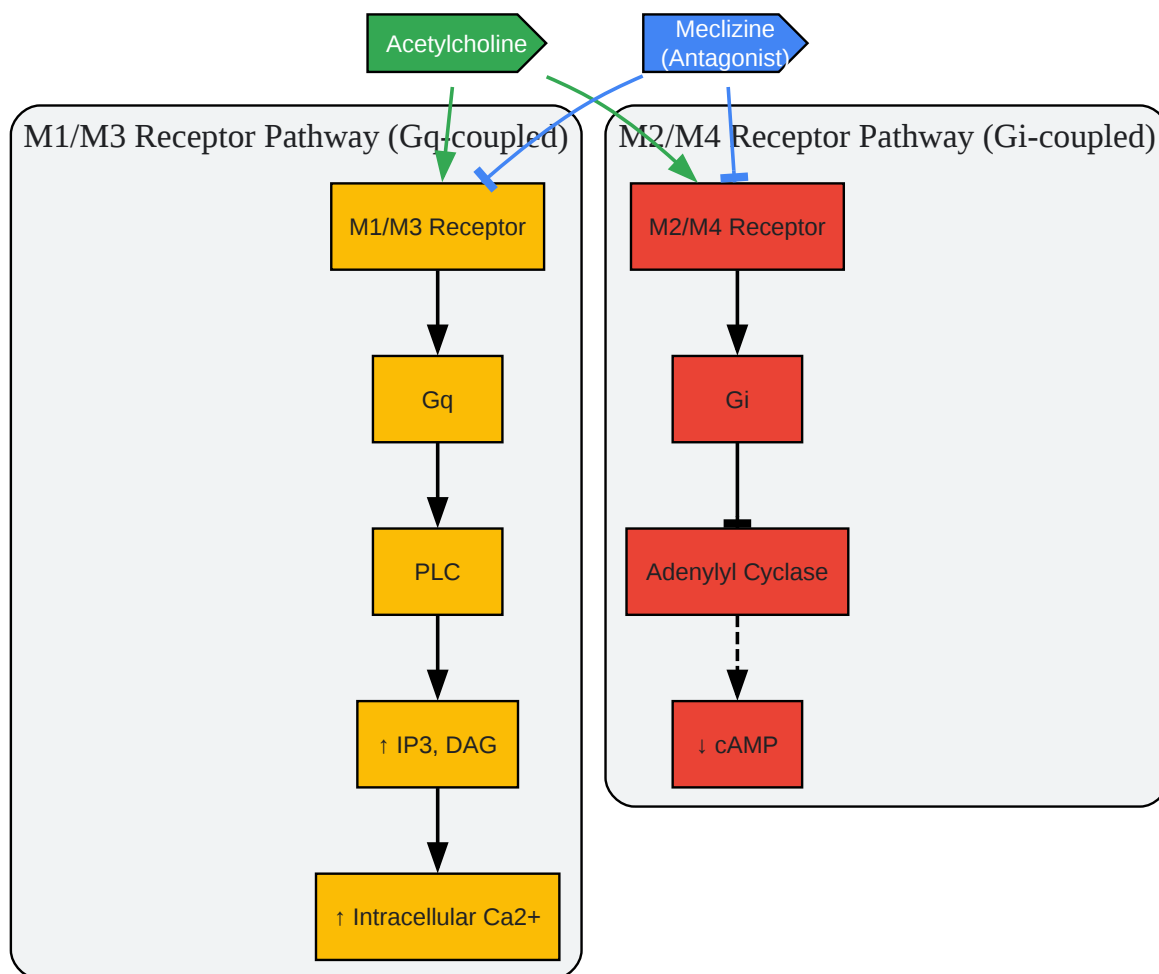 Acetylcholine
Meclizine
(Antagonist)
M1/M3 Receptor Pathway (Gq-coupled)
M2/M4 Receptor Pathway (Gi-coupled)
M1/M3 Receptor
M2/M4 Receptor
Gq
Gi
PLC
Adenylyl Cyclase
↑ IP3, DAG
↓ cAMP
↑ Intracellular Ca2+